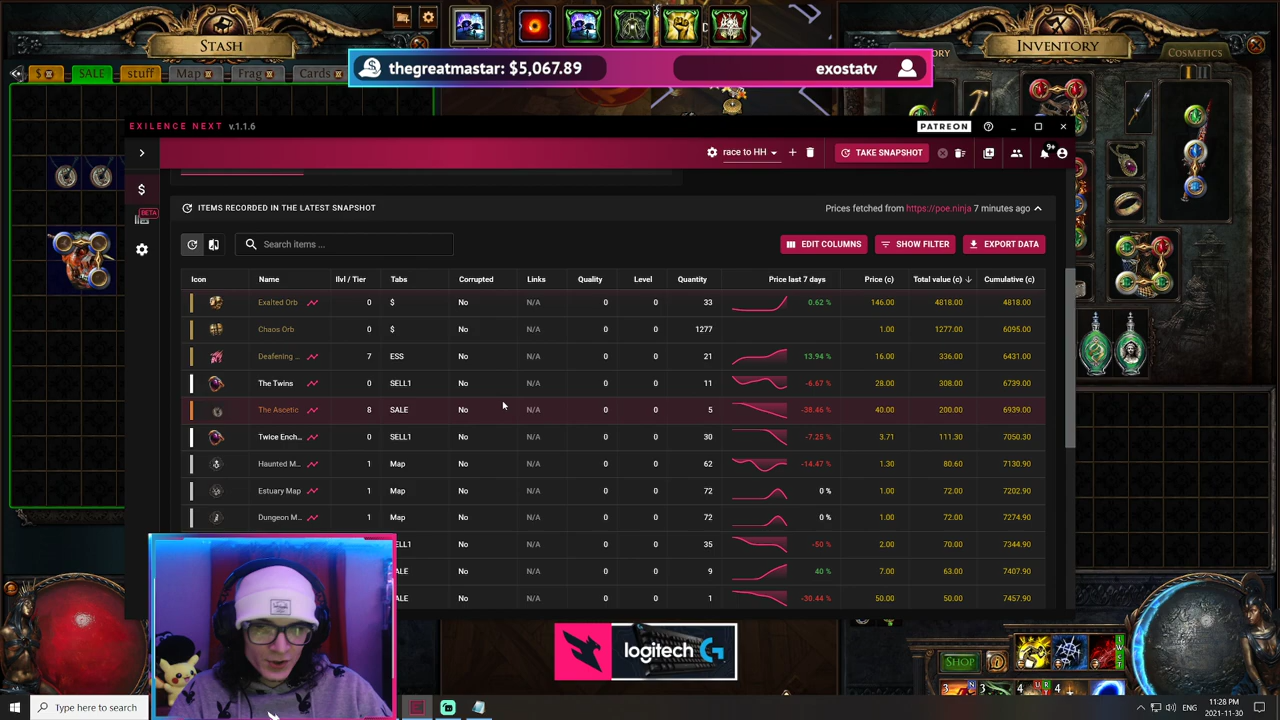 STASH
INVENTORY
COSMETICS
$
SALE
stuff
Map
Frag
Cards
thegreatmastar: $5,067.89
exostatv
EXILENCE NEXT v.1.1.6
PATREON
race to HH
TAKE SNAPSHOT
9+
$
BETA
ITEMS RECORDED IN THE LATEST SNAPSHOT
Prices fetched from https://poe.ninja 7 minutes ago
Search items ...
EDIT COLUMNS
SHOW FILTER
EXPORT DATA
Icon Name Ilvl / Tier Tabs Corrupted Links Quality Level Quantity Price last 7 days Price (c) Total value (c) Cumulative (c)
Exalted Orb 0 $ No N/A 0 0 33 0.62 % 146.00 4818.00 4818.00
Chaos Orb 0 $ No N/A 0 0 1277 1.00 1277.00 6095.00
Deafening ... 7 ESS No N/A 0 0 21 13.94 % 16.00 336.00 6431.00
The Twins 0 SELL1 No N/A 0 0 11 -6.67 % 28.00 308.00 6739.00
The Ascetic 8 SALE No N/A 0 0 5 -38.46 % 40.00 200.00 6939.00
Twice Ench... 0 SELL1 No N/A 0 0 30 -7.25 % 3.71 111.30 7050.30
Haunted M... 1 Map No N/A 0 0 62 -14.47 % 1.30 80.60 7130.90
Estuary Map 1 Map No N/A 0 0 72 0 % 1.00 72.00 7202.90
Dungeon M... 1 Map No N/A 0 0 72 0 % 1.00 72.00 7274.90
ELL1 No N/A 0 0 35 -50 % 2.00 70.00 7344.90
ALE No N/A 0 0 9 40 % 7.00 63.00 7407.90
ALE No N/A 0 0 1 -30.44 % 50.00 50.00 7457.90
logitech G
SHOP
Type here to search
ENG
11:28 PM
2021-11-30